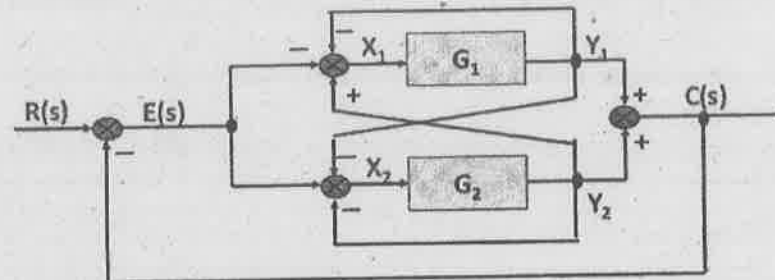 − Y₁
− X₁ G₁
+ +
R(s) E(s) C(s)
− − +
− X₂ G₂
− Y₂